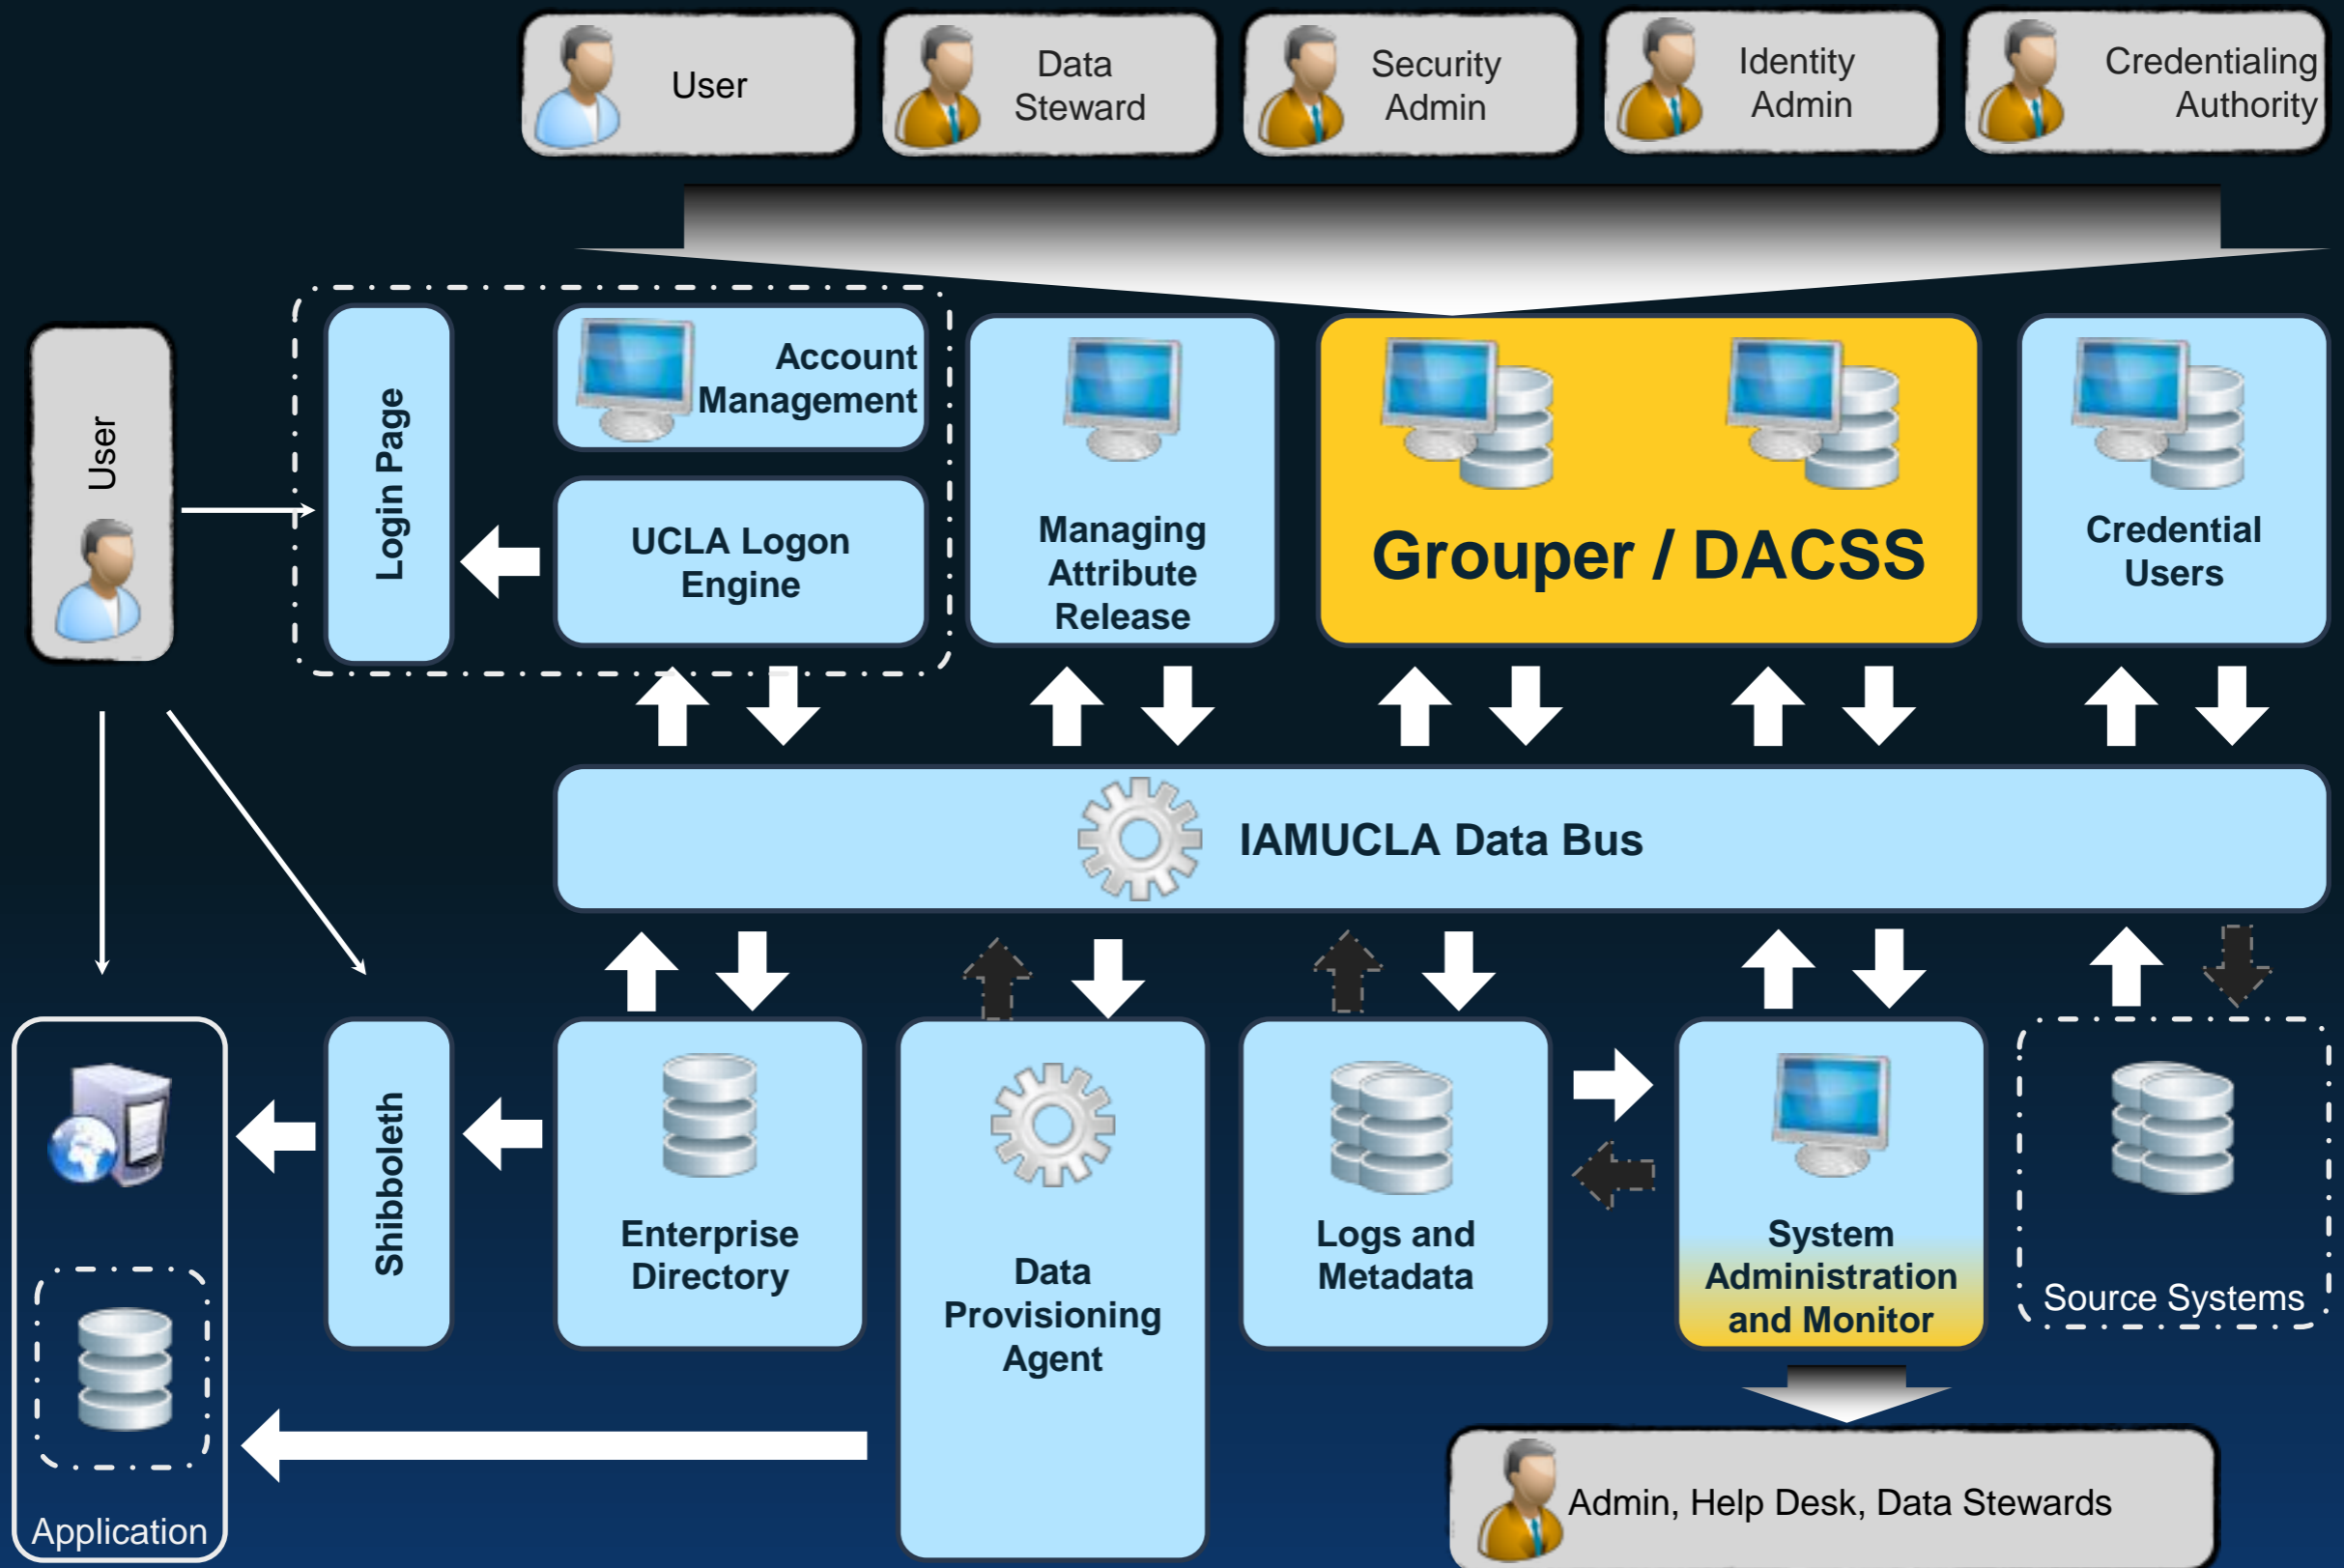 User
Data
Steward
Security
Admin
Identity
Admin
Credentialing
Authority
User
Login Page
Account
Management
UCLA Logon
Engine
Managing
Attribute
Release
Grouper / DACSS
Credential
Users
IAMUCLA Data Bus
Application
Shibboleth
Enterprise
Directory
Data
Provisioning
Agent
Logs and
Metadata
System
Administration
and Monitor
Source Systems
Admin, Help Desk, Data Stewards